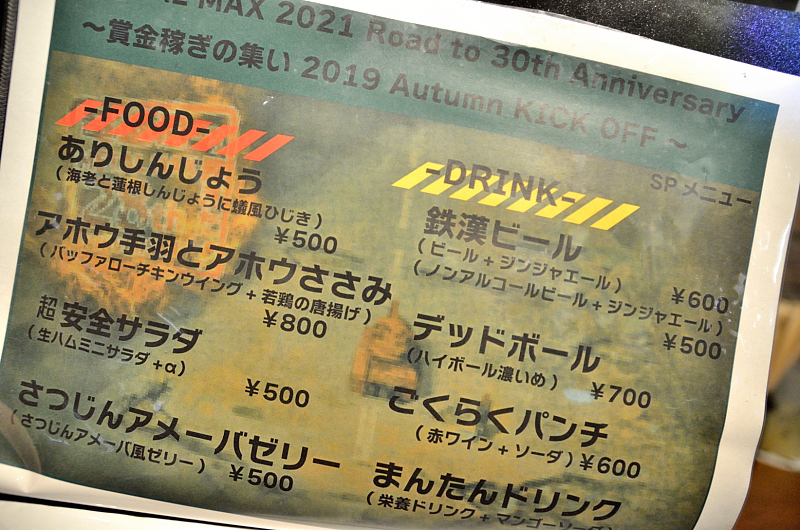 MAX 2021 Road to 30th Anniversary
～賞金稼ぎの集い 2019 Autumn KICK OFF ～
-FOOD-
ありしんじょう
(海老と蓮根しんじょうに蟻風ひじき)
¥500
アホウ手羽とアホウささみ
(バッファローチキンウイング + 若鶏の唐揚げ)
¥800
超安全サラダ
(生ハムミニサラダ +α)
¥500
さつじんアメーバゼリー
(さつじんアメーバ風ゼリー) ¥500
SPメニュー
-DRINK-
鉄漢ビール
(ビール + ジンジャエール) ¥600
(ノンアルコールビール + ジンジャエール)
¥500
デッドボール
(ハイボール濃いめ) ¥700
ごくらくパンチ
(赤ワイン + ソーダ) ¥600
まんたんドリンク
(栄養ドリンク + マンゴーソーダ)